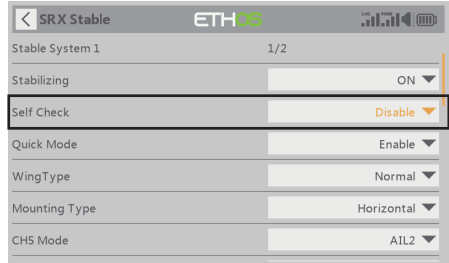 SRX Stable ETHOS
Stable System 1 1/2
Stabilizing ON
Self Check Disable
Quick Mode Enable
WingType Normal
Mounting Type Horizontal
CH5 Mode AIL2